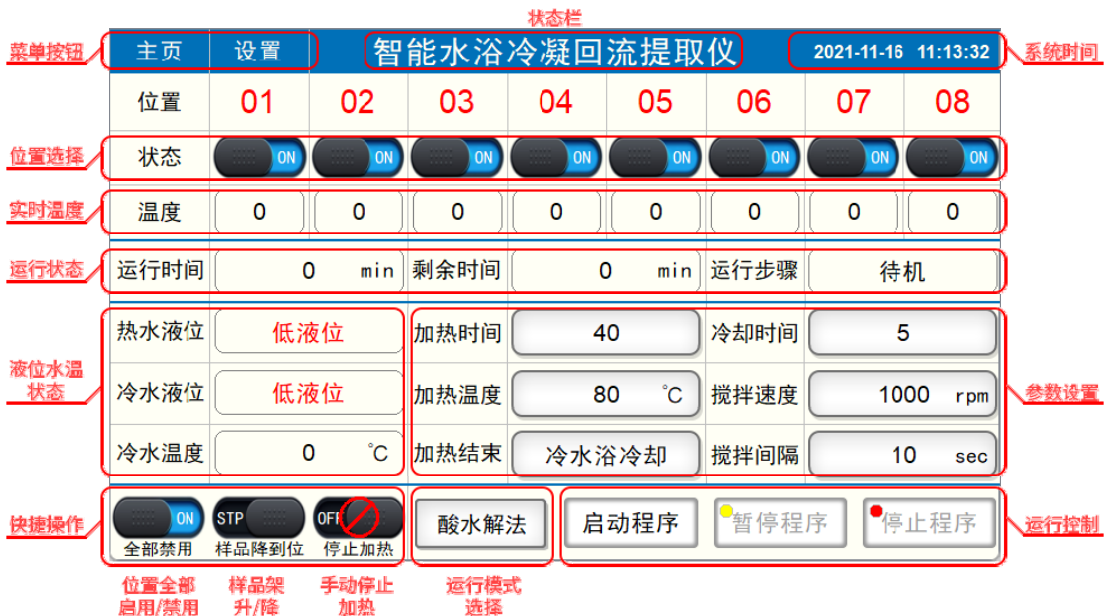 状态栏
菜单按钮 主页 设置 智能水浴冷凝回流提取仪 2021-11-16 11:13:32 系统时间
位置 01 02 03 04 05 06 07 08
位置选择 状态 ON ON ON ON ON ON ON ON
实时温度 温度 0 0 0 0 0 0 0 0
运行状态 运行时间 0 min 剩余时间 0 min 运行步骤 待机
热水液位 低液位 加热时间 40 冷却时间 5
液位水温
状态 冷水液位 低液位 加热温度 80 ℃ 搅拌速度 1000 rpm 参数设置
冷水温度 0 ℃ 加热结束 冷水浴冷却 搅拌间隔 10 sec
快捷操作 ON STP OFF 酸水解法 启动程序 暂停程序 停止程序 运行控制
全部禁用 样品降到位 停止加热
位置全部 样品架 手动停止 运行模式
启用/禁用 升/降 加热 选择